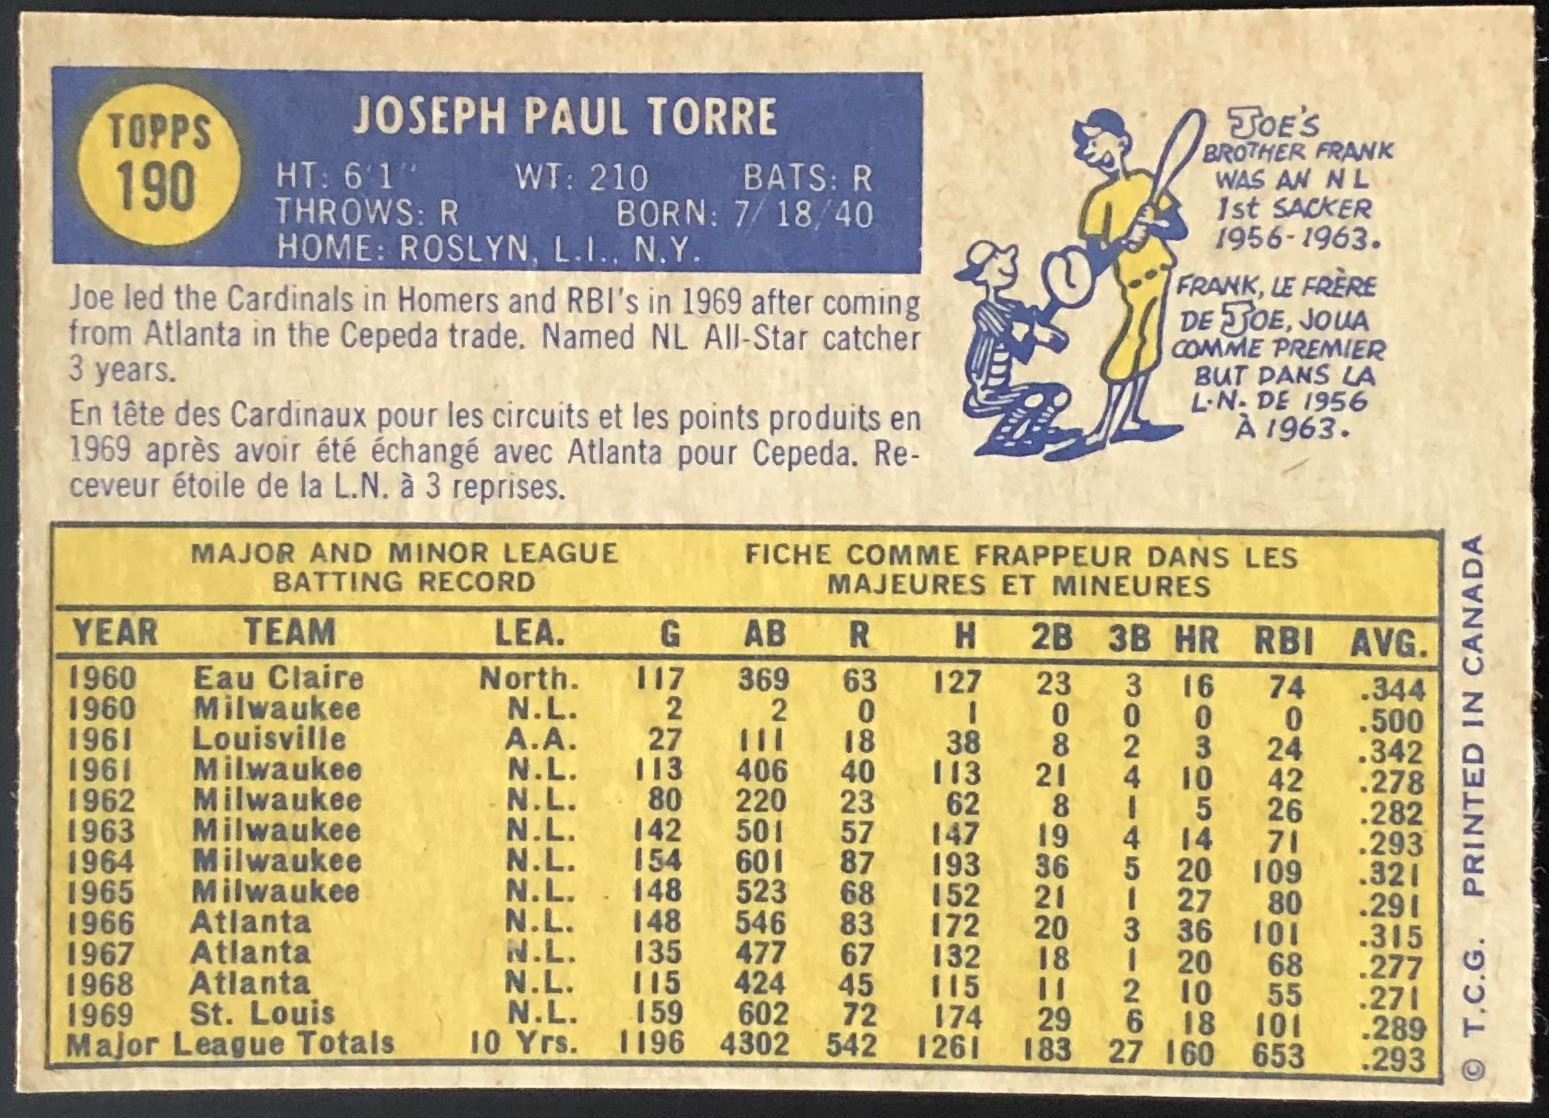 TOPPS
190
JOSEPH PAUL TORRE
HT: 6'1" WT: 210 BATS: R
THROWS: R BORN: 7/18/40
HOME: ROSLYN, L.I., N.Y.
Joe led the Cardinals in Homers and RBI's in 1969 after coming
from Atlanta in the Cepeda trade. Named NL All-Star catcher
3 years.
En tête des Cardinaux pour les circuits et les points produits en
1969 après avoir été échangé avec Atlanta pour Cepeda. Re-
ceveur étoile de la L.N. à 3 reprises.
JOE'S
BROTHER FRANK
WAS AN NL
1st SACKER
1956-1963.
FRANK, LE FRÈRE
DE JOE, JOUA
COMME PREMIER
BUT DANS LA
L.N. DE 1956
À 1963.
MAJOR AND MINOR LEAGUE
BATTING RECORD
FICHE COMME FRAPPEUR DANS LES
MAJEURES ET MINEURES
YEAR TEAM LEA. G AB R H 2B 3B HR RBI AVG.
1960 Eau Claire North. 117 369 63 127 23 3 16 74 .344
1960 Milwaukee N.L. 2 2 0 1 0 0 0 0 .500
1961 Louisville A.A. 27 111 18 38 8 2 3 24 .342
1961 Milwaukee N.L. 113 406 40 113 21 4 10 42 .278
1962 Milwaukee N.L. 80 220 23 62 8 1 5 26 .282
1963 Milwaukee N.L. 142 501 57 147 19 4 14 71 .293
1964 Milwaukee N.L. 154 601 87 193 36 5 20 109 .321
1965 Milwaukee N.L. 148 523 68 152 21 1 27 80 .291
1966 Atlanta N.L. 148 546 83 172 20 3 36 101 .315
1967 Atlanta N.L. 135 477 67 132 18 1 20 68 .277
1968 Atlanta N.L. 115 424 45 115 11 2 10 55 .271
1969 St. Louis N.L. 159 602 72 174 29 6 18 101 .289
Major League Totals 10 Yrs. 1196 4302 542 1261 183 27 160 653 .293
© T.C.G. PRINTED IN CANADA